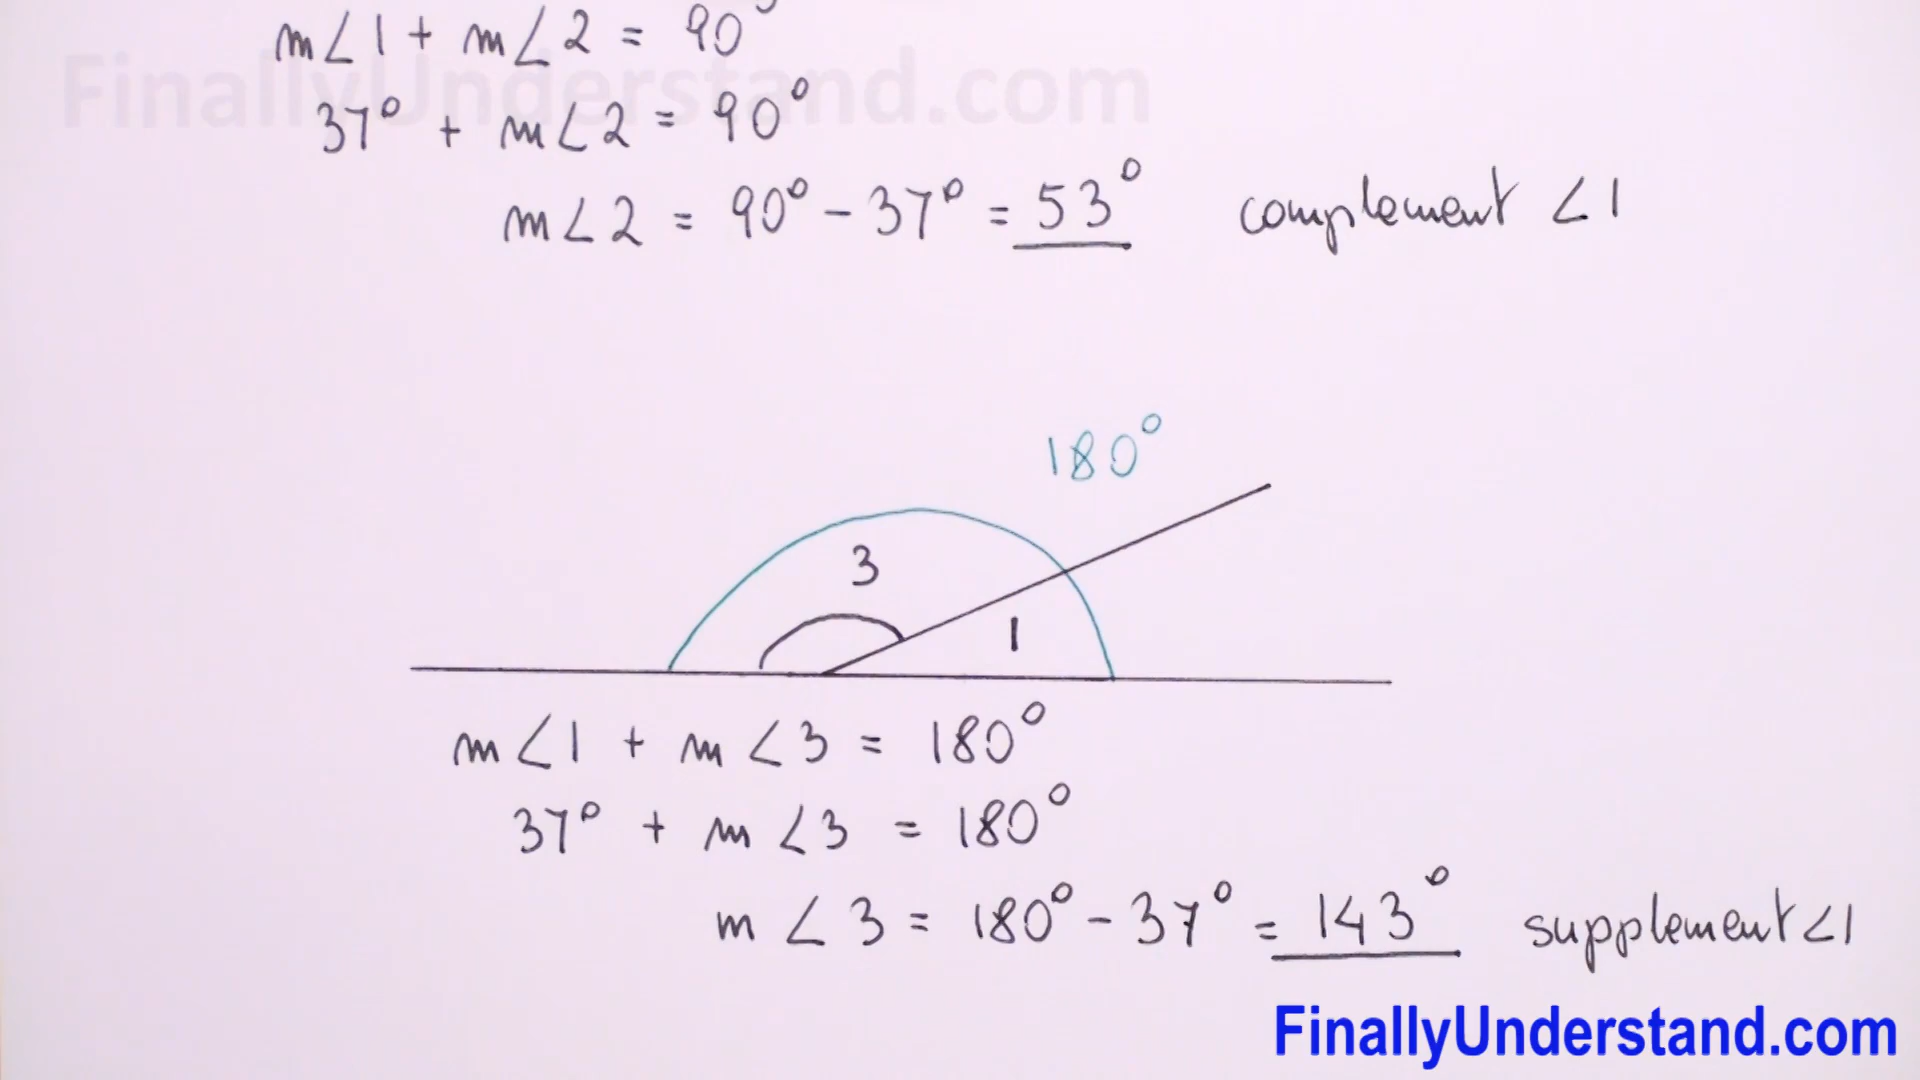 m∠1 + m∠2 = 90°
FinallyUnderstand.com
37° + m∠2 = 90°
m∠2 = 90° - 37° = 53° complement ∠1
180°
3
1
m∠1 + m∠3 = 180°
37° + m∠3 = 180°
m∠3 = 180° - 37° = 143° supplement ∠1
FinallyUnderstand.com